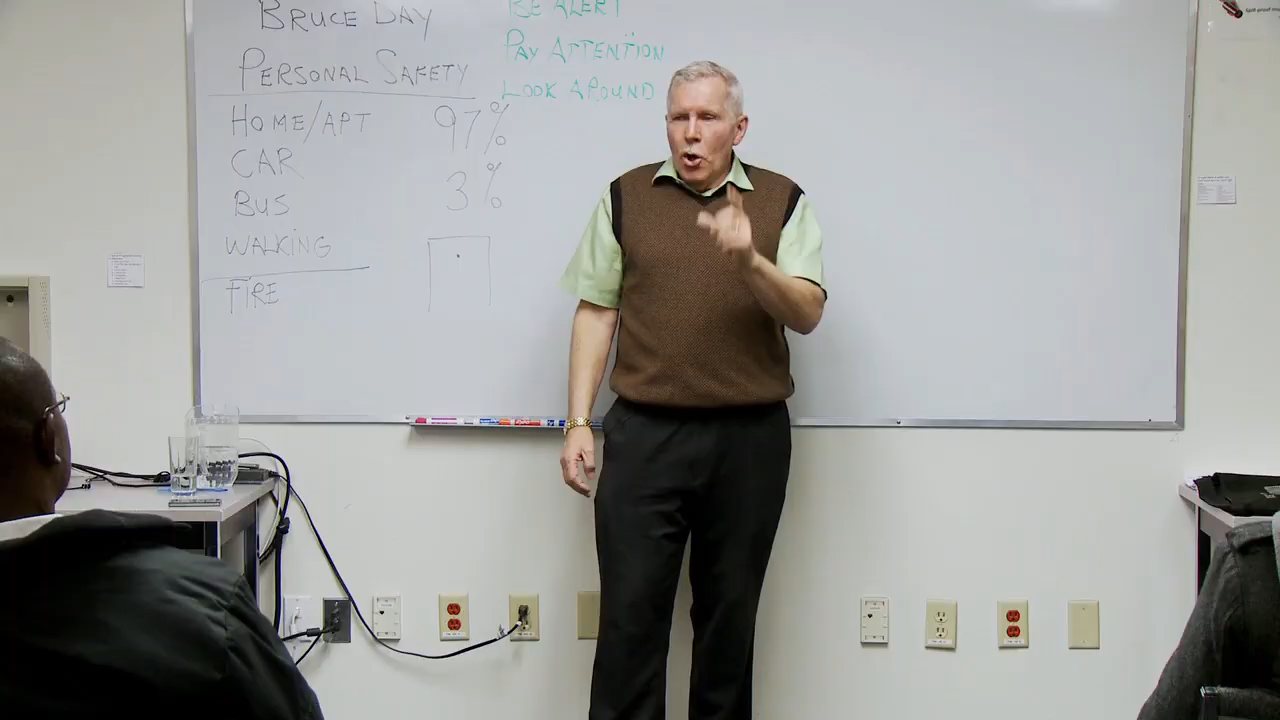 BRUCE DAY
PERSONAL SAFETY
HOME/APT 97%
CAR 3%
BUS
WALKING
FIRE
BE ALERT
PAY ATTENTION
LOOK AROUND